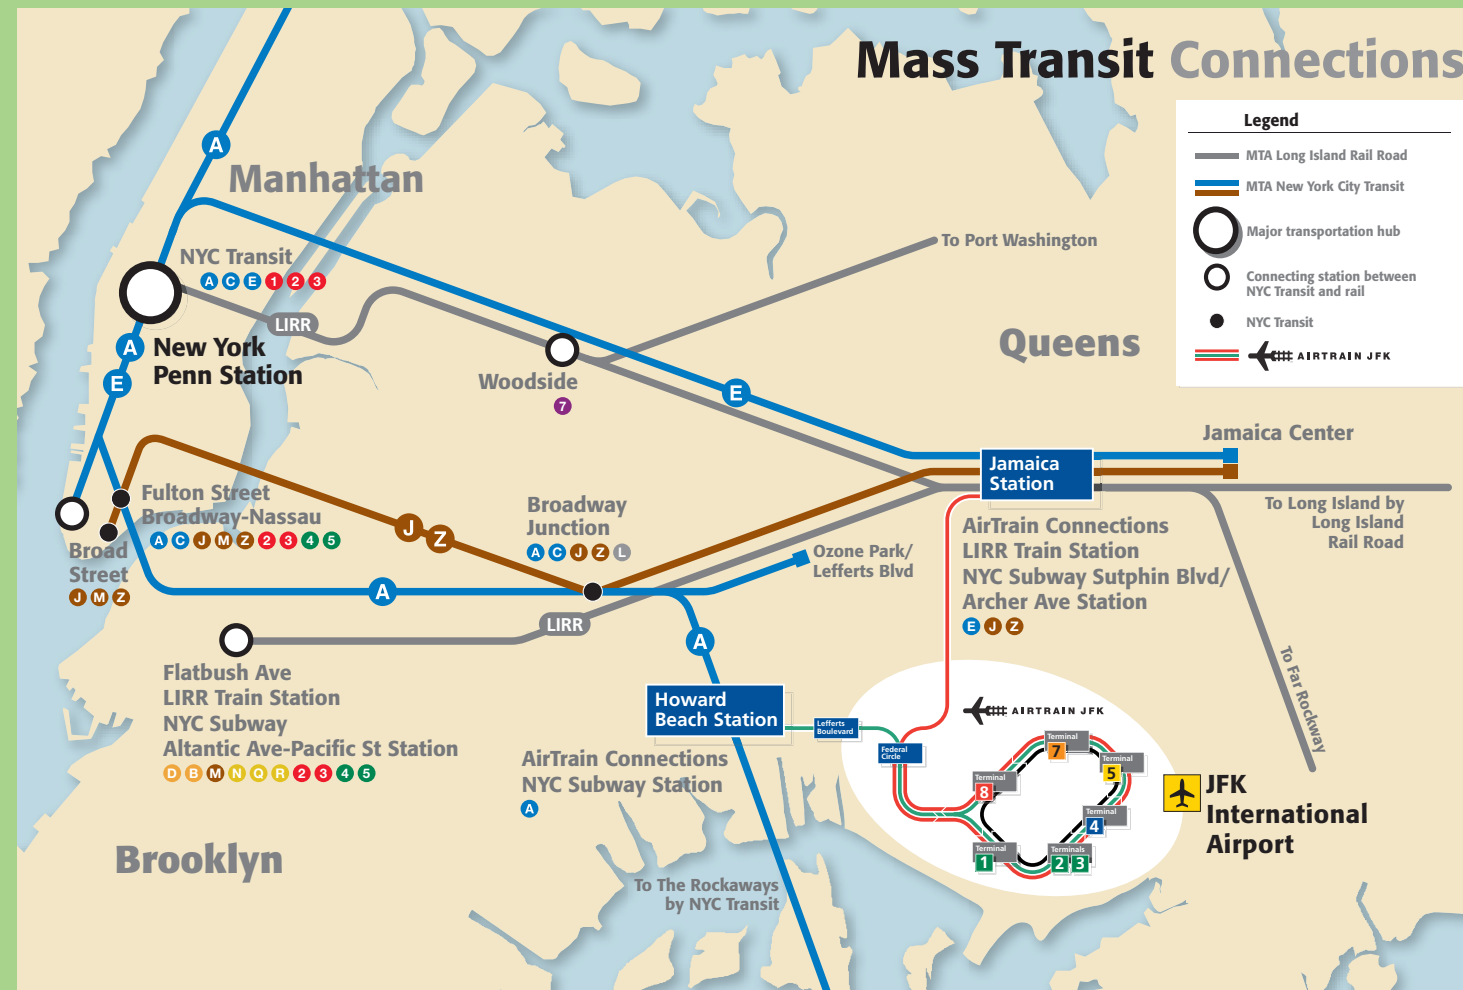 Mass Transit Connections
Legend
MTA Long Island Rail Road
MTA New York City Transit
Major transportation hub
Connecting station between
NYC Transit and rail
NYC Transit
AIRTRAIN JFK
A
Manhattan
NYC Transit
A C E 1 2 3
LIRR
A
New York
Penn Station
E
To Port Washington
Queens
Woodside
7
E
Jamaica Center
Jamaica
Station
To Long Island by
Long Island
Rail Road
Fulton Street
Broadway-Nassau
A C J M Z 2 3 4 5
Broad
Street
J M Z
J Z
Broadway
Junction
A C J Z L
Ozone Park/
Lefferts Blvd
AirTrain Connections
LIRR Train Station
NYC Subway Sutphin Blvd/
Archer Ave Station
E J Z
A
LIRR
A
Flatbush Ave
LIRR Train Station
NYC Subway
Altantic Ave-Pacific St Station
D B M N Q R 2 3 4 5
Howard
Beach Station
AirTrain Connections
NYC Subway Station
A
To Far Rockway
AIRTRAIN JFK
Lefferts
Boulevard
Federal
Circle
Terminal
7
Terminal
5
Terminal
8
Terminal
4
Terminal
1
Terminals
2 3
JFK
International
Airport
Brooklyn
To The Rockaways
by NYC Transit